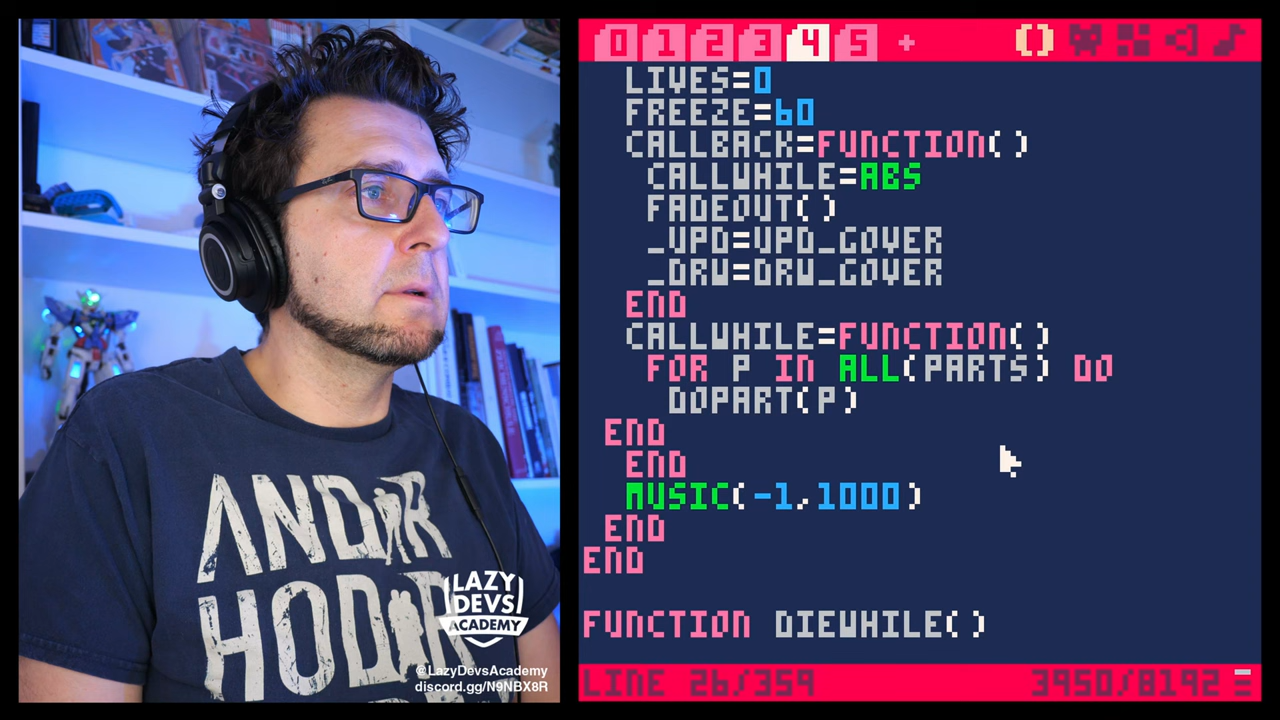 0 1 2 3 4 5 + ()
LIVES=0
FREEZE=60
CALLBACK=FUNCTION()
CALLWHILE=ABS
FADEOUT()
_UPD=UPD_GOVER
_DRW=DRW_GOVER
END
CALLWHILE=FUNCTION()
FOR P IN ALL(PARTS) DO
DOPART(P)
END
END
MUSIC(-1,1000)
END
END
FUNCTION DIEWHILE()
LINE 26/359 3950/8192
ANDOR
HODOR
LAZY
DEVS
ACADEMY
@LazyDevsAcademy
discord.gg/N9NBX8R